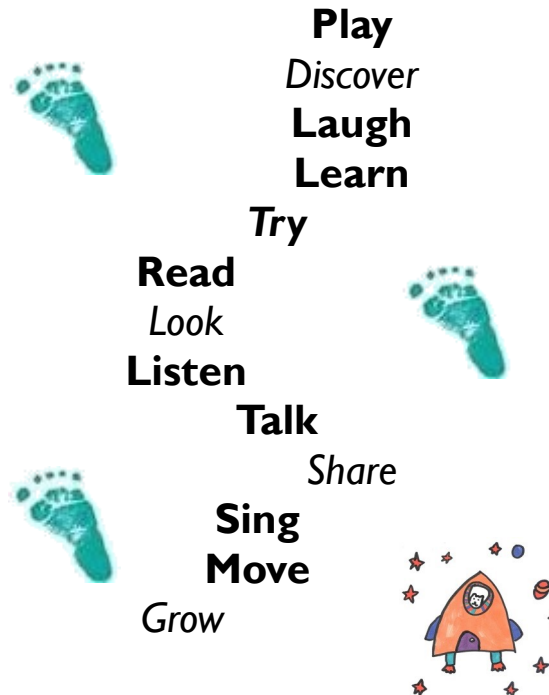 Play
Discover
Laugh
Learn
Try
Read
Look
Listen
Talk
Share
Sing
Move
Grow